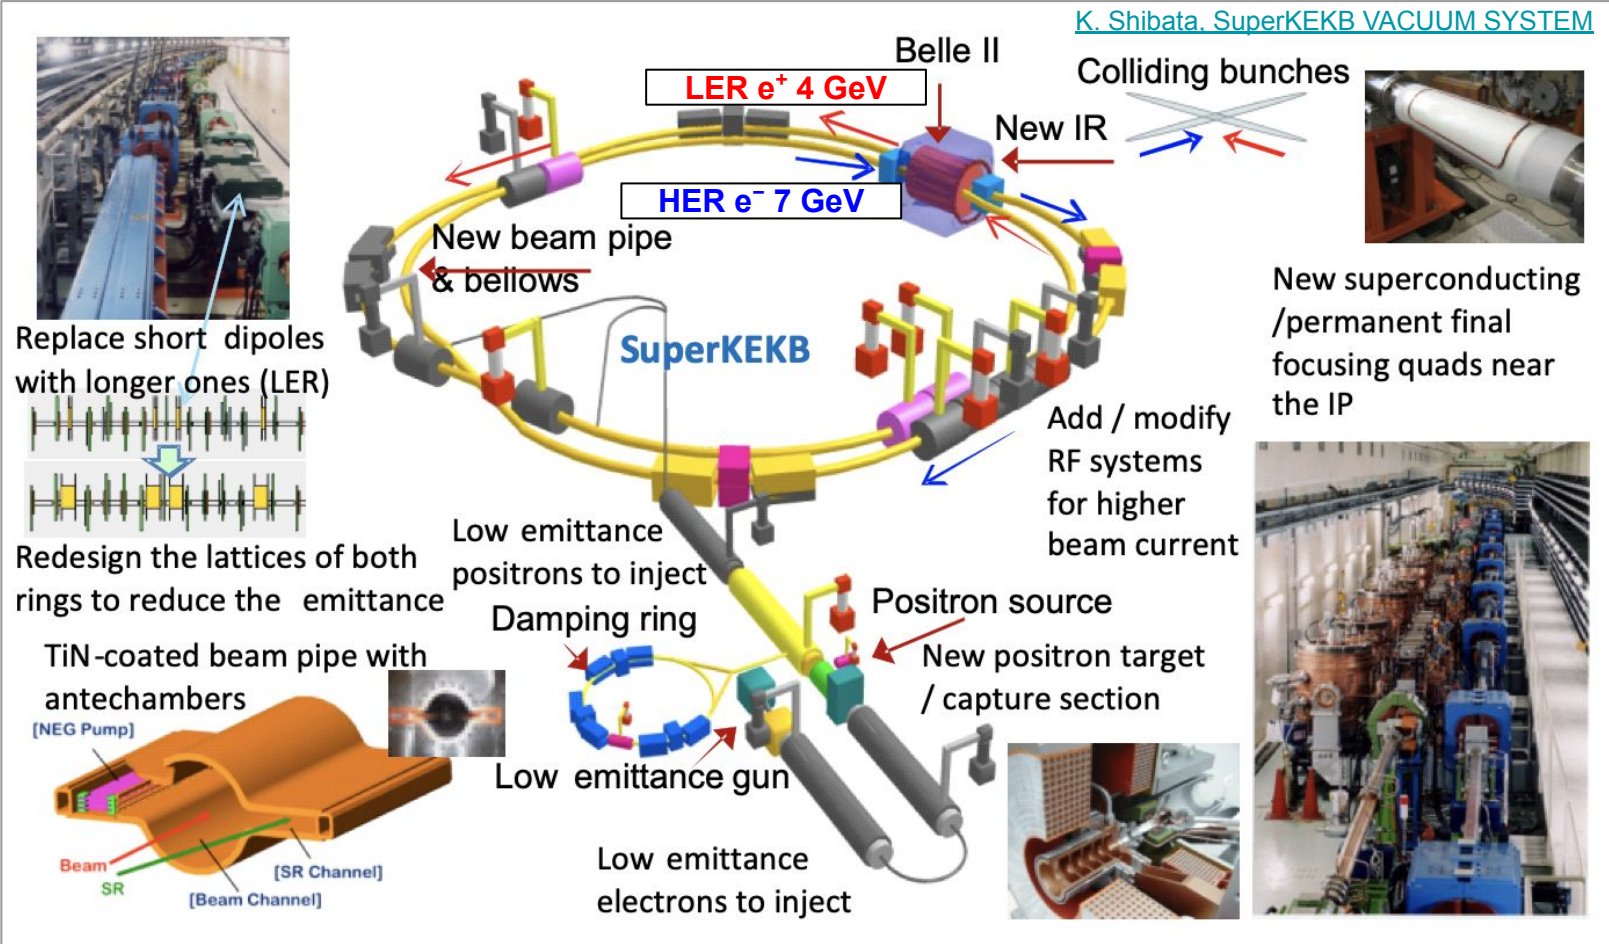 K. Shibata, SuperKEKB VACUUM SYSTEM
Belle II
LER e⁺ 4 GeV
Colliding bunches
New IR
HER e⁻ 7 GeV
New beam pipe
& bellows
New superconducting
/permanent final
focusing quads near
the IP
Replace short dipoles
with longer ones (LER)
SuperKEKB
Add / modify
RF systems
for higher
beam current
Low emittance
positrons to inject
Redesign the lattices of both
rings to reduce the emittance
Damping ring
Positron source
New positron target
/ capture section
TiN-coated beam pipe with
antechambers
[NEG Pump]
Low emittance gun
Beam
SR
[SR Channel]
[Beam Channel]
Low emittance
electrons to inject